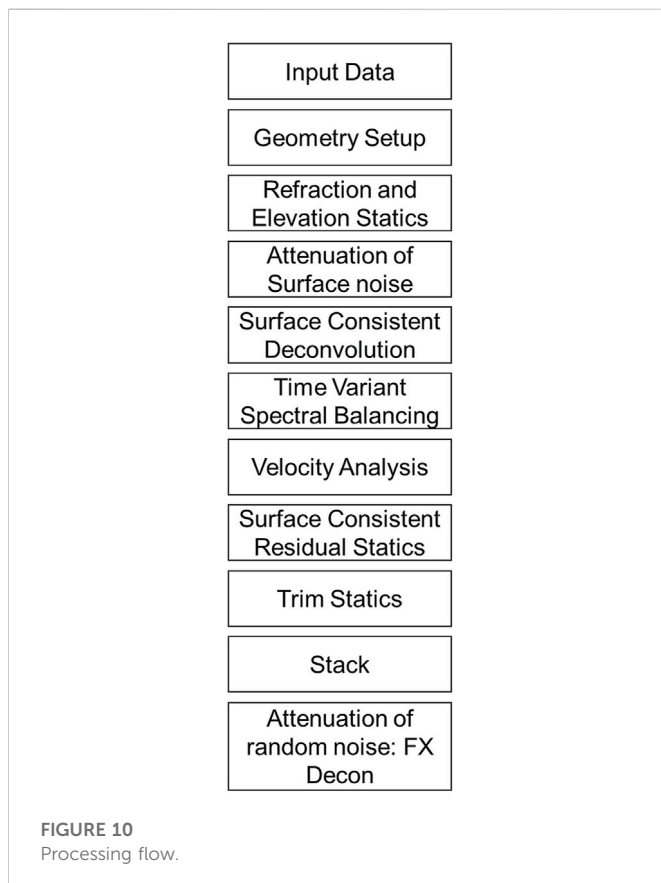 Input Data
Geometry Setup
Refraction and
Elevation Statics
Attenuation of
Surface noise
Surface Consistent
Deconvolution
Time Variant
Spectral Balancing
Velocity Analysis
Surface Consistent
Residual Statics
Trim Statics
Stack
Attenuation of
random noise: FX
Decon
FIGURE 10
Processing flow.